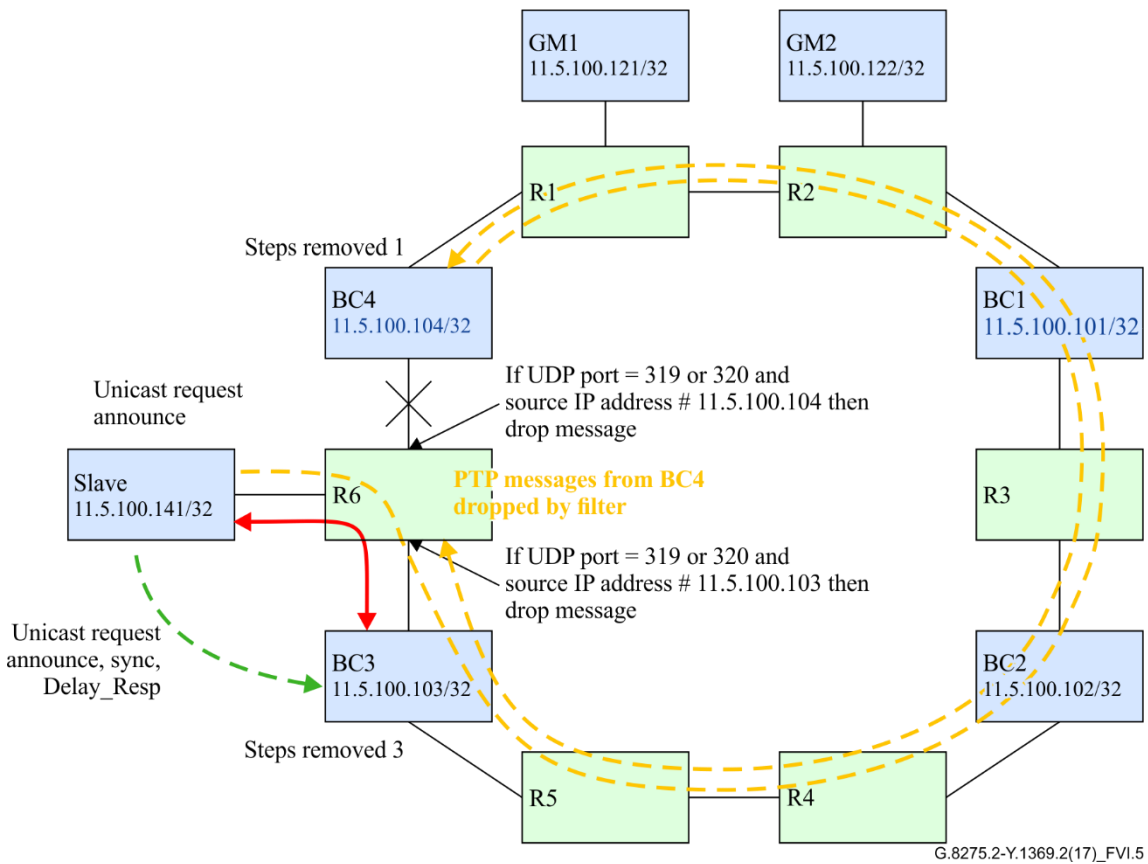 GM1
11.5.100.121/32
GM2
11.5.100.122/32
R1
R2
Steps removed 1
BC4
11.5.100.104/32
BC1
11.5.100.101/32
Unicast request
announce
If UDP port = 319 or 320 and
source IP address # 11.5.100.104 then
drop message
Slave
11.5.100.141/32
R6
PTP messages from BC4
dropped by filter
R3
If UDP port = 319 or 320 and
source IP address # 11.5.100.103 then
drop message
Unicast request
announce, sync,
Delay_Resp
BC3
11.5.100.103/32
BC2
11.5.100.102/32
Steps removed 3
R5
R4
G.8275.2-Y.1369.2(17)_FVI.5